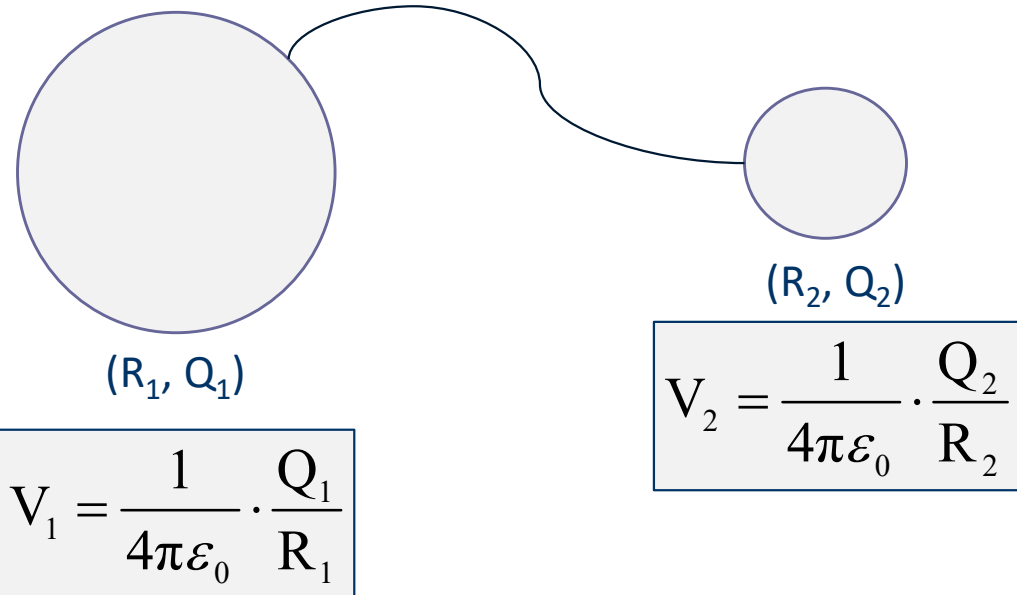 (R₁, Q₁)
V₁ = 1/4πε₀ · Q₁/R₁
(R₂, Q₂)
V₂ = 1/4πε₀ · Q₂/R₂